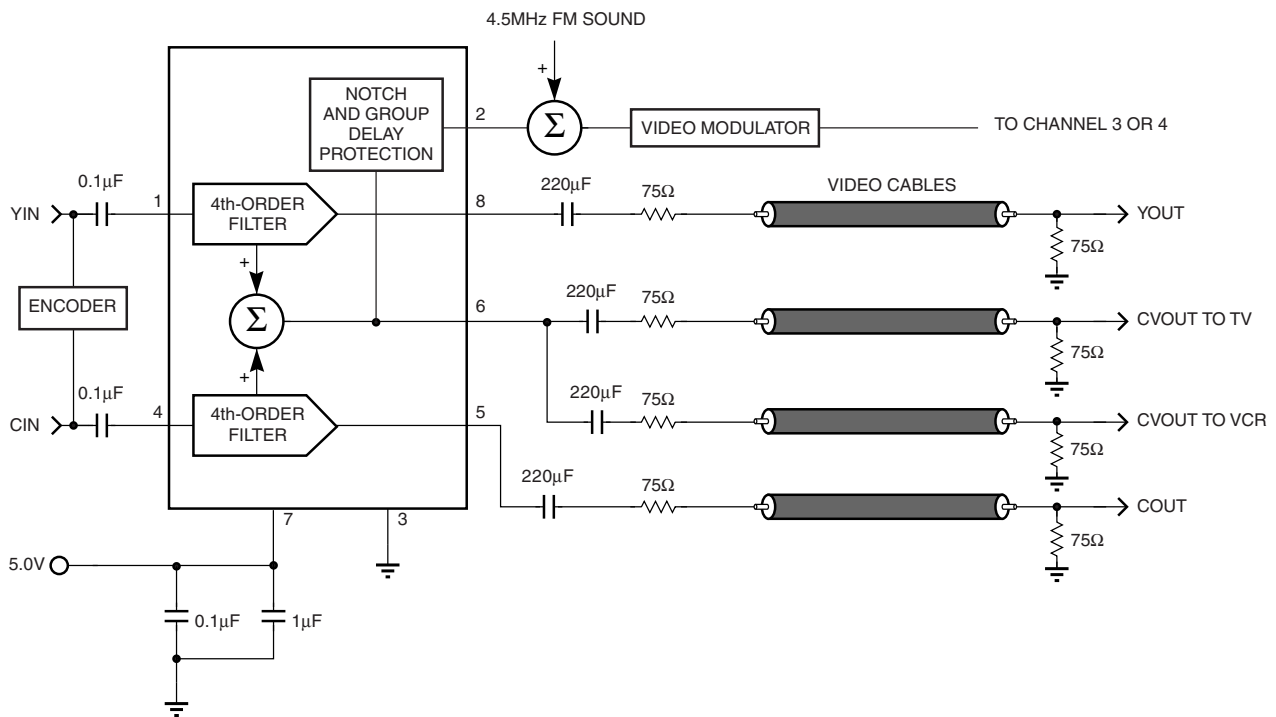 4.5MHz FM SOUND
+
NOTCH
AND GROUP
DELAY
PROTECTION
2
Σ
VIDEO MODULATOR
TO CHANNEL 3 OR 4
0.1µF
YIN
1
4th-ORDER
FILTER
8
220µF
75Ω
VIDEO CABLES
YOUT
75Ω
+
ENCODER
Σ
6
220µF
75Ω
CVOUT TO TV
75Ω
+
0.1µF
CIN
4
4th-ORDER
FILTER
5
220µF
75Ω
CVOUT TO VCR
75Ω
220µF
75Ω
COUT
75Ω
7
3
5.0V
0.1µF
1µF